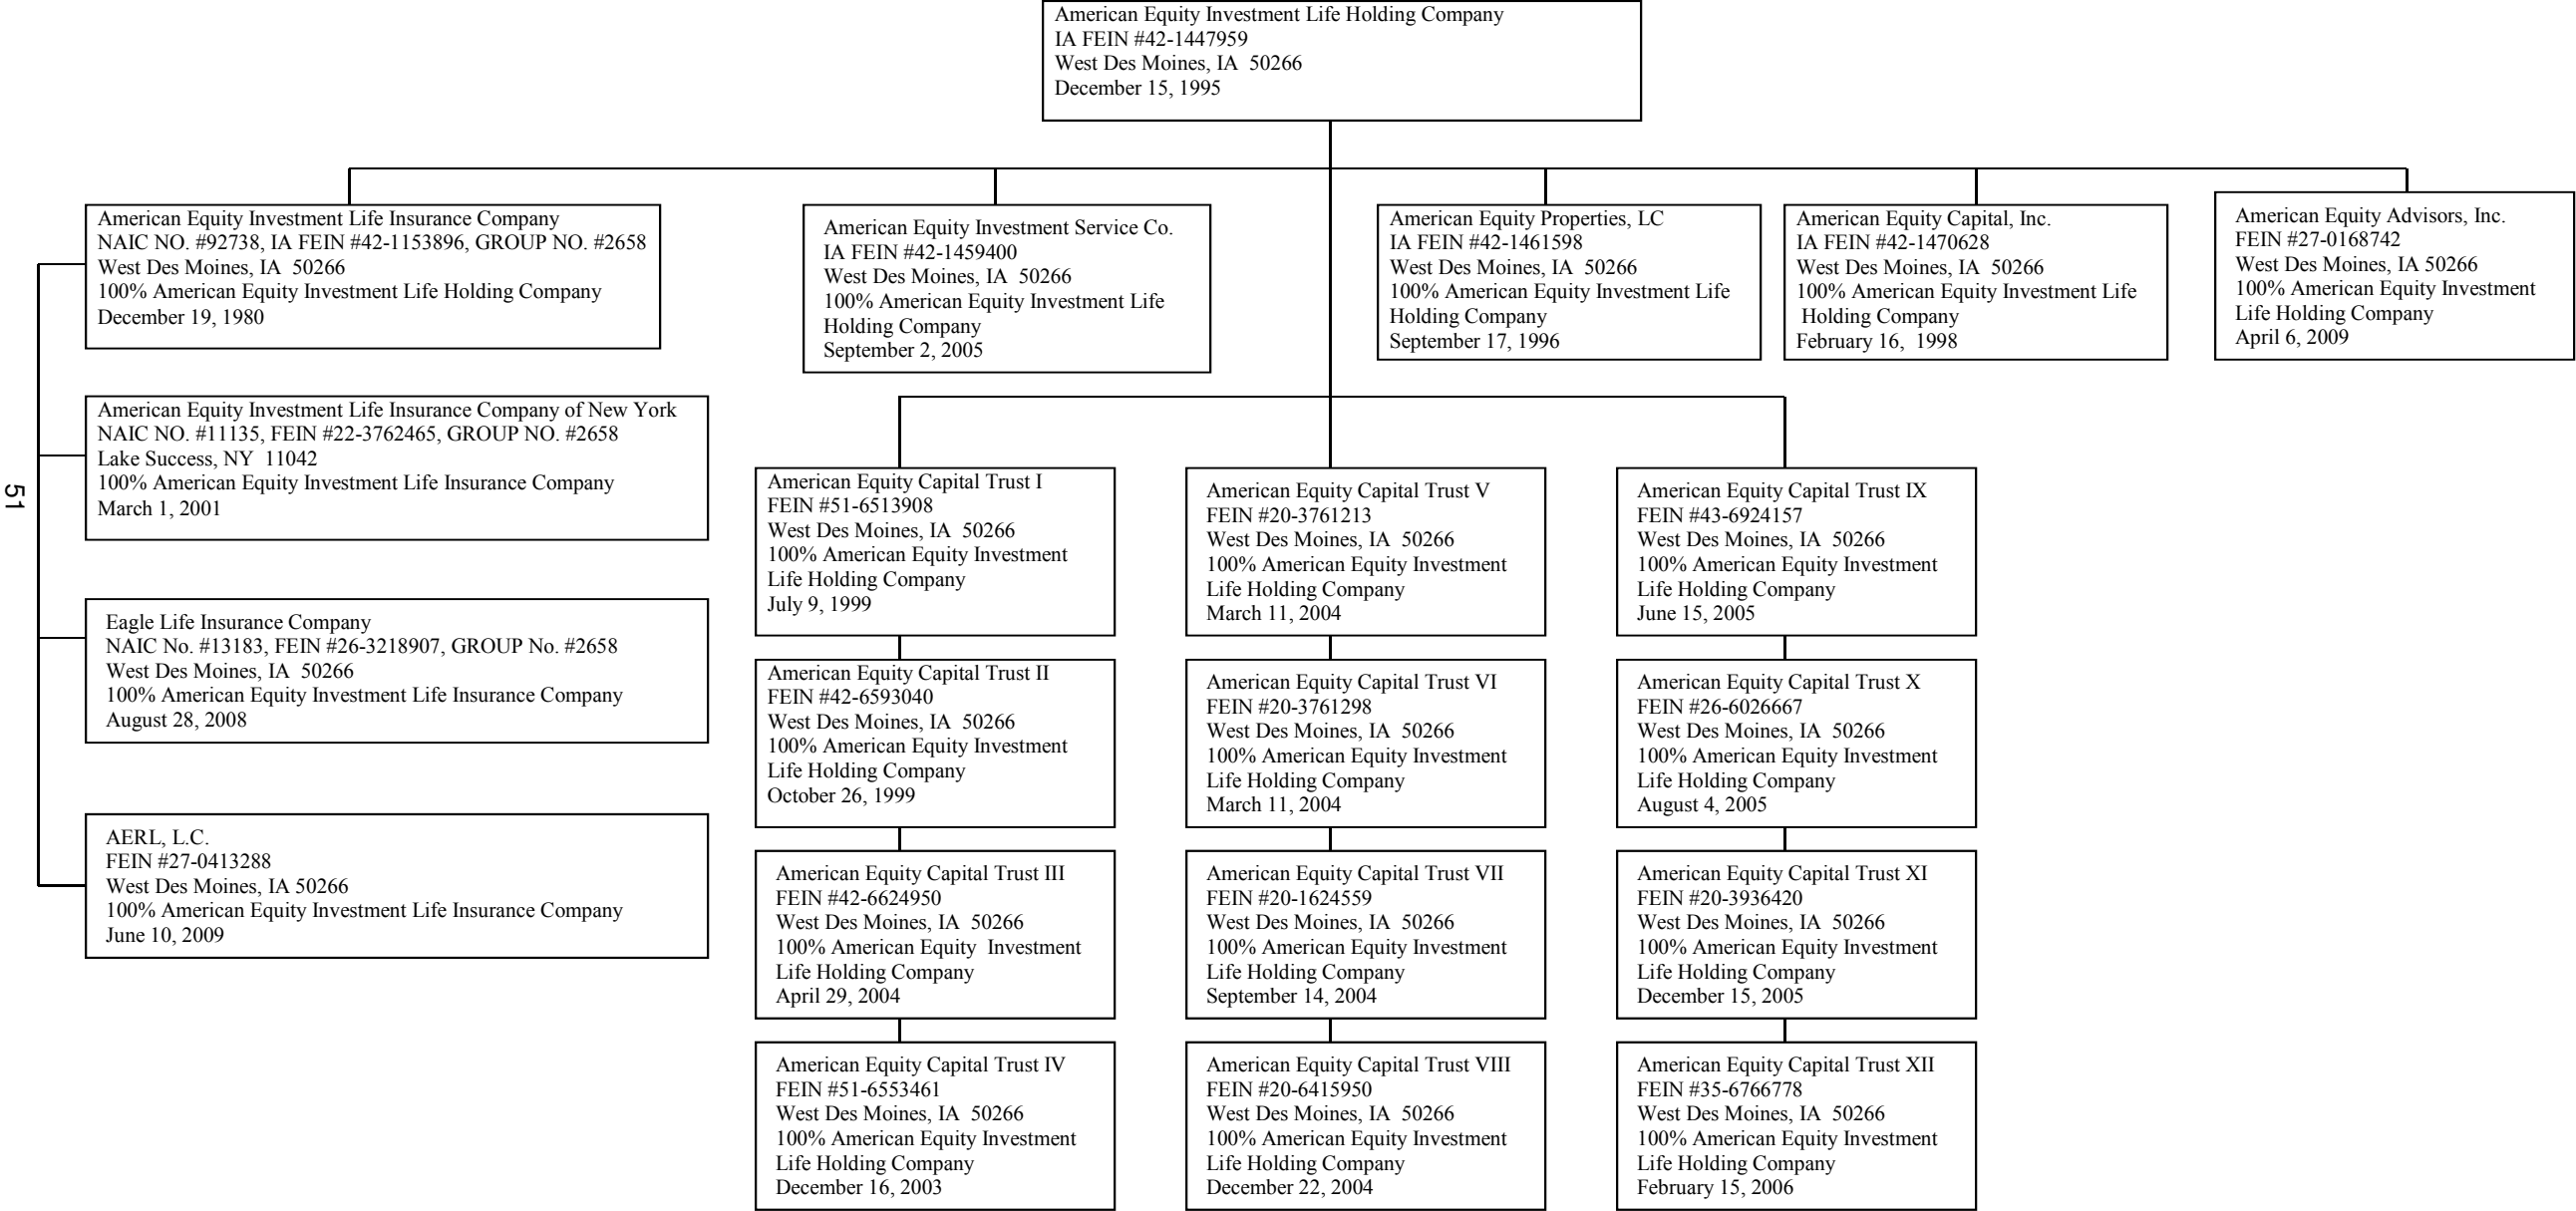 American Equity Investment Life Holding Company
IA FEIN #42-1447959
West Des Moines, IA  50266
December 15, 1995
American Equity Investment Life Insurance Company
NAIC NO. #92738, IA FEIN #42-1153896, GROUP NO. #2658
West Des Moines, IA  50266
100% American Equity Investment Life Holding Company
December 19, 1980
American Equity Investment Service Co.
IA FEIN #42-1459400
West Des Moines, IA  50266
100% American Equity Investment Life
Holding Company
September 2, 2005
American Equity Properties, LC
IA FEIN #42-1461598
West Des Moines, IA  50266
100% American Equity Investment Life
Holding Company
September 17, 1996
American Equity Capital, Inc.
IA FEIN #42-1470628
West Des Moines, IA  50266
100% American Equity Investment Life
Holding Company
February 16,  1998
American Equity Advisors, Inc.
FEIN #27-0168742
West Des Moines, IA 50266
100% American Equity Investment
Life Holding Company
April 6, 2009
American Equity Investment Life Insurance Company of New York
NAIC NO. #11135, FEIN #22-3762465, GROUP NO. #2658
Lake Success, NY  11042
100% American Equity Investment Life Insurance Company
March 1, 2001
Eagle Life Insurance Company
NAIC No. #13183, FEIN #26-3218907, GROUP No. #2658
West Des Moines, IA  50266
100% American Equity Investment Life Insurance Company
August 28, 2008
AERL, L.C.
FEIN #27-0413288
West Des Moines, IA 50266
100% American Equity Investment Life Insurance Company
June 10, 2009
American Equity Capital Trust I
FEIN #51-6513908
West Des Moines, IA  50266
100% American Equity Investment
Life Holding Company
July 9, 1999
American Equity Capital Trust II
FEIN #42-6593040
West Des Moines, IA  50266
100% American Equity Investment
Life Holding Company
October 26, 1999
American Equity Capital Trust III
FEIN #42-6624950
West Des Moines, IA  50266
100% American Equity  Investment
Life Holding Company
April 29, 2004
American Equity Capital Trust IV
FEIN #51-6553461
West Des Moines, IA  50266
100% American Equity Investment
Life Holding Company
December 16, 2003
American Equity Capital Trust V
FEIN #20-3761213
West Des Moines, IA  50266
100% American Equity Investment
Life Holding Company
March 11, 2004
American Equity Capital Trust VI
FEIN #20-3761298
West Des Moines, IA  50266
100% American Equity Investment
Life Holding Company
March 11, 2004
American Equity Capital Trust VII
FEIN #20-1624559
West Des Moines, IA  50266
100% American Equity Investment
Life Holding Company
September 14, 2004
American Equity Capital Trust VIII
FEIN #20-6415950
West Des Moines, IA  50266
100% American Equity Investment
Life Holding Company
December 22, 2004
American Equity Capital Trust IX
FEIN #43-6924157
West Des Moines, IA  50266
100% American Equity Investment
Life Holding Company
June 15, 2005
American Equity Capital Trust X
FEIN #26-6026667
West Des Moines, IA  50266
100% American Equity Investment
Life Holding Company
August 4, 2005
American Equity Capital Trust XI
FEIN #20-3936420
West Des Moines, IA  50266
100% American Equity Investment
Life Holding Company
December 15, 2005
American Equity Capital Trust XII
FEIN #35-6766778
West Des Moines, IA  50266
100% American Equity Investment
Life Holding Company
February 15, 2006
51